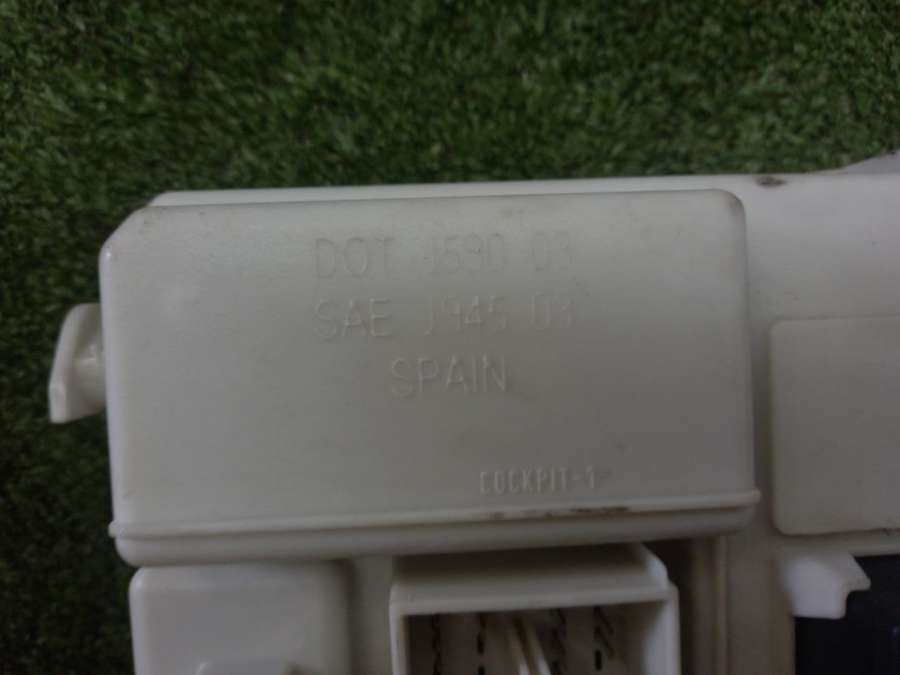 DOT J590 03
SAE J945 03
SPAIN
COCKPIT-1